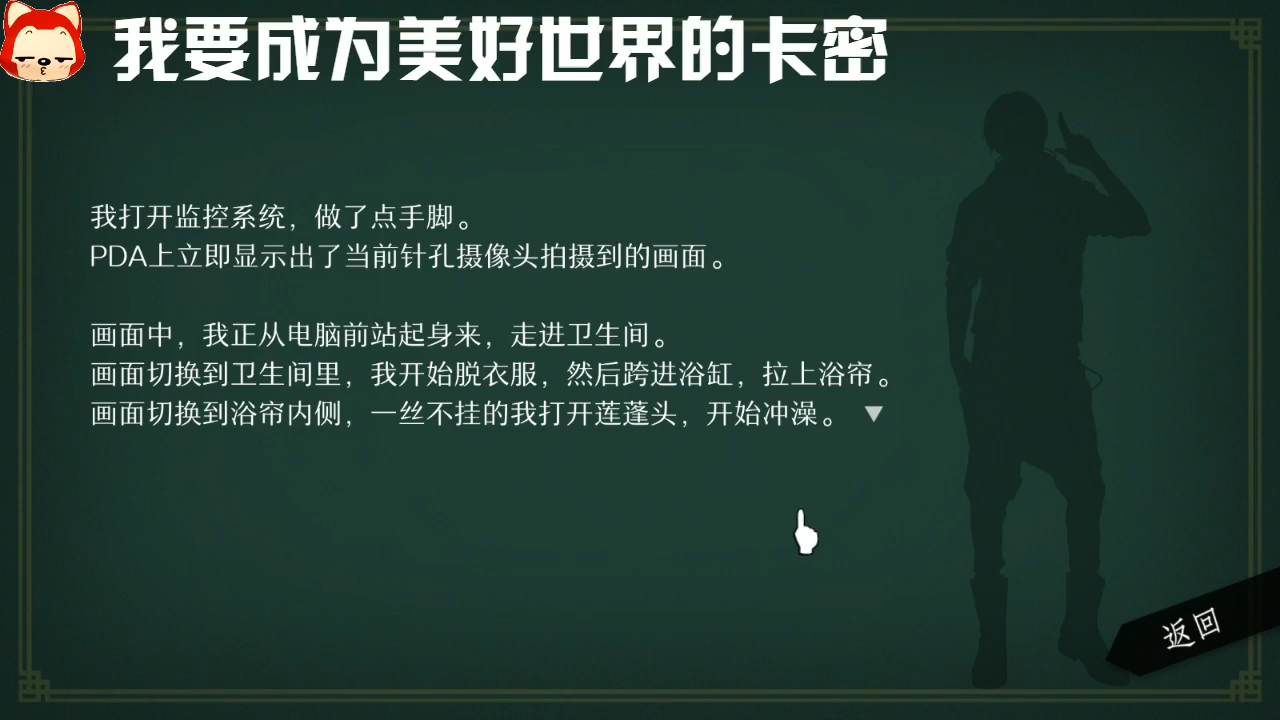 我要成为美好世界的卡密
我打开监控系统，做了点手脚。
PDA上立即显示出了当前针孔摄像头拍摄到的画面。
画面中，我正从电脑前站起身来，走进卫生间。
画面切换到卫生间里，我开始脱衣服，然后跨进浴缸，拉上浴帘。
画面切换到浴帘内侧，一丝不挂的我打开莲蓬头，开始冲澡。
返回